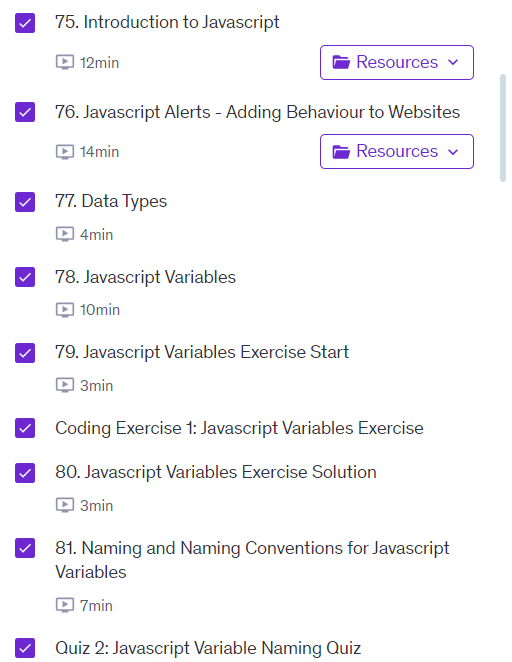 75. Introduction to Javascript
12min
Resources
76. Javascript Alerts - Adding Behaviour to Websites
14min
Resources
77. Data Types
4min
78. Javascript Variables
10min
79. Javascript Variables Exercise Start
3min
Coding Exercise 1: Javascript Variables Exercise
80. Javascript Variables Exercise Solution
3min
81. Naming and Naming Conventions for Javascript
Variables
7min
Quiz 2: Javascript Variable Naming Quiz